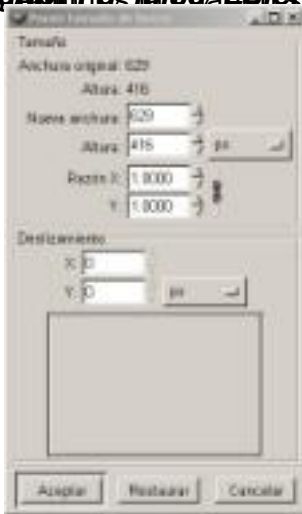 Tamaño
Anchura original: 629
Altura: 416
Nueva anchura: 629
Altura: 416 px
Razón X: 1.0000
Y: 1.0000
Deslizamiento
X: 0
Y: 0 px
Aceptar Restaurar Cancelar